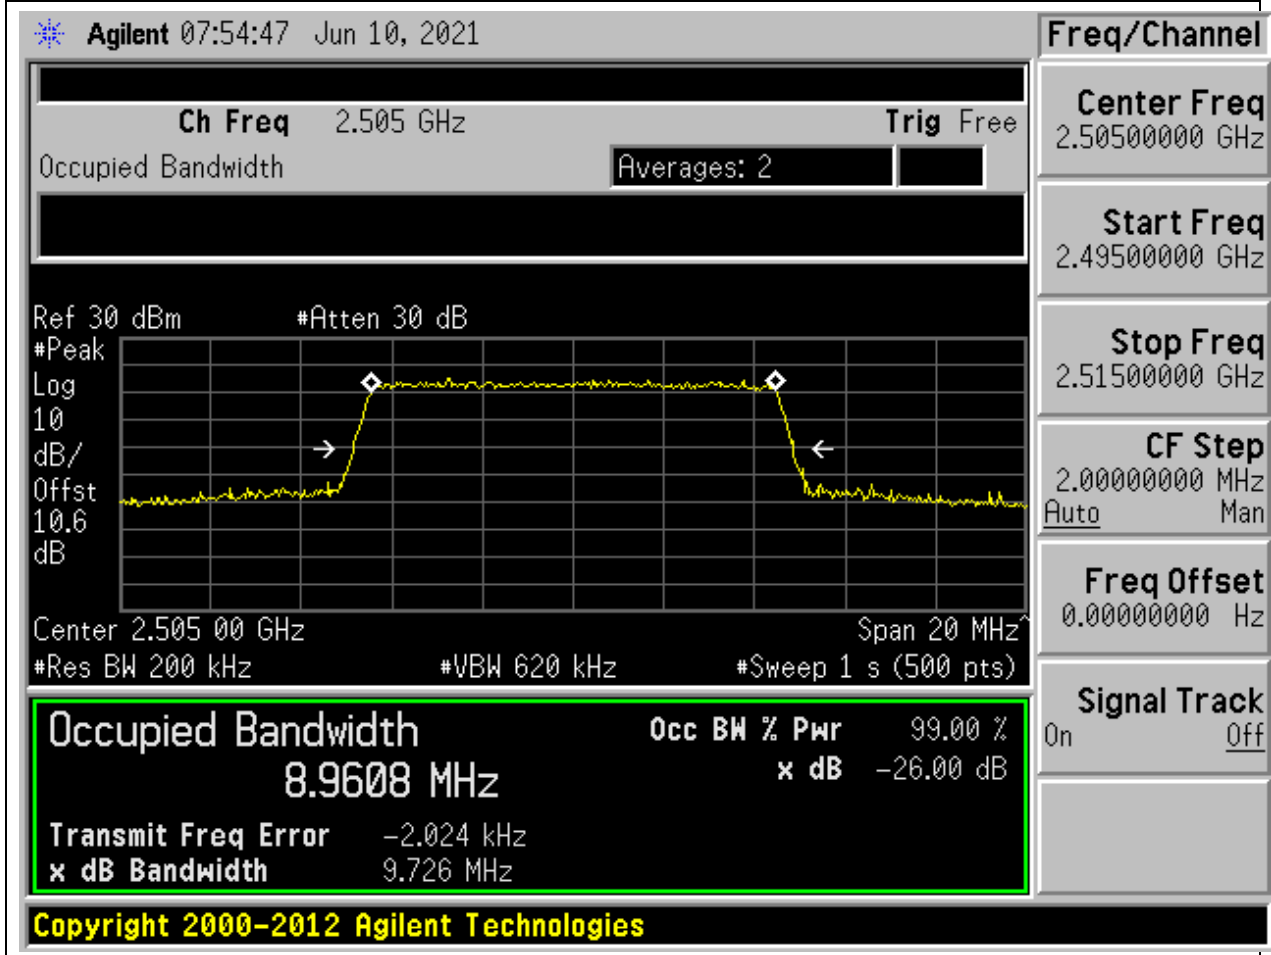 Agilent 07:54:47 Jun 10, 2021
Freq/Channel
Ch Freq 2.505 GHz Trig Free
Occupied Bandwidth Averages: 2
Center Freq
2.50500000 GHz
Start Freq
2.49500000 GHz
Stop Freq
2.51500000 GHz
CF Step
2.00000000 MHz
Auto Man
Freq Offset
0.00000000 Hz
Signal Track
On Off
Ref 30 dBm #Atten 30 dB
#Peak
Log
10
dB/
Offst
10.6
dB
Center 2.505 00 GHz Span 20 MHz^
#Res BW 200 kHz #VBW 620 kHz #Sweep 1 s (500 pts)
Occupied Bandwidth Occ BW % Pwr 99.00 %
8.9608 MHz x dB -26.00 dB
Transmit Freq Error -2.024 kHz
x dB Bandwidth 9.726 MHz
Copyright 2000-2012 Agilent Technologies